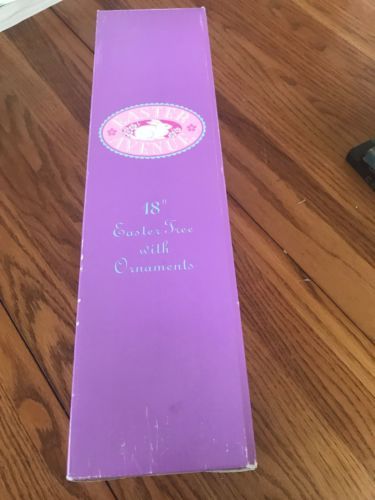 EASTER
AVENUE
18"
Easter Tree
with
Ornaments